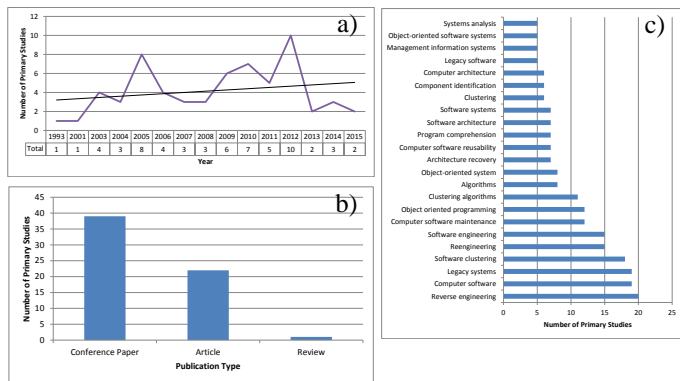 a)
Number of Primary Studies
12
10
8
6
4
2
0
1993 2001 2003 2004 2005 2006 2007 2008 2009 2010 2011 2012 2013 2014 2015
Total 1 1 4 3 8 4 3 3 6 7 5 10 2 3 2
Year
b)
Number of Primary Studies
45
40
35
30
25
20
15
10
5
0
Conference Paper Article Review
Publication Type
c)
Systems analysis
Object-oriented software systems
Management information systems
Legacy software
Computer architecture
Component identification
Clustering
Software systems
Software architecture
Program comprehension
Computer software reusability
Architecture recovery
Object-oriented system
Algorithms
Clustering algorithms
Object oriented programming
Computer software maintenance
Software engineering
Reengineering
Software clustering
Legacy systems
Computer software
Reverse engineering
0 5 10 15 20 25
Number of Primary Studies